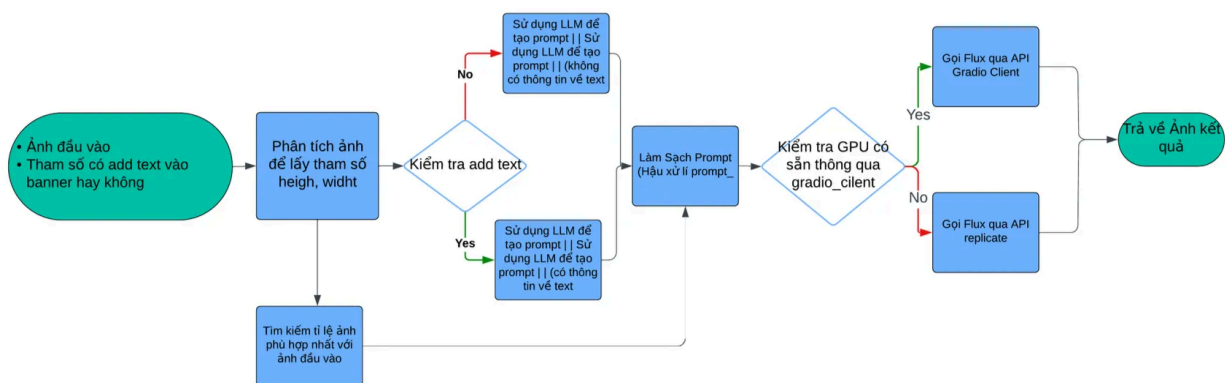 • Ảnh đầu vào
• Tham số có add text vào
banner hay không
Phân tích ảnh
để lấy tham số
heigh, widht
Tìm kiếm tỉ lệ ảnh
phù hợp nhất với
ảnh đầu vào
Kiểm tra add text
No
Yes
Sử dụng LLM để
tạo prompt | | Sử
dụng LLM để tạo
prompt | | (không
có thông tin về text
Sử dụng LLM để
tạo prompt | | Sử
dụng LLM để tạo
prompt | | (có thông
tin về text
Làm Sạch Prompt
(Hậu xử lí prompt_
Kiểm tra GPU có
sẵn thông qua
gradio_cilent
Yes
No
Gọi Flux qua API
Gradio Client
Gọi Flux qua API
replicate
Trả về Ảnh kết
quả